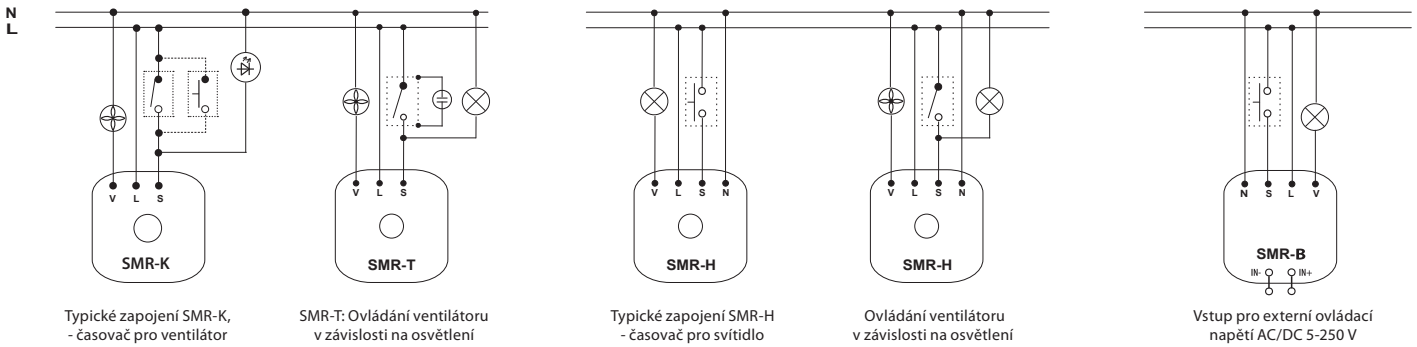 N
L
V L S
SMR-K
Typické zapojení SMR-K,
- časovač pro ventilátor
V L S
SMR-T
SMR-T: Ovládání ventilátoru
v závislosti na osvětlení
V L S N
SMR-H
Typické zapojení SMR-H
- časovač pro svítidlo
V L S N
SMR-H
Ovládání ventilátoru
v závislosti na osvětlení
N S L V
SMR-B
IN- IN+
Vstup pro externí ovládací
napětí AC/DC 5-250 V